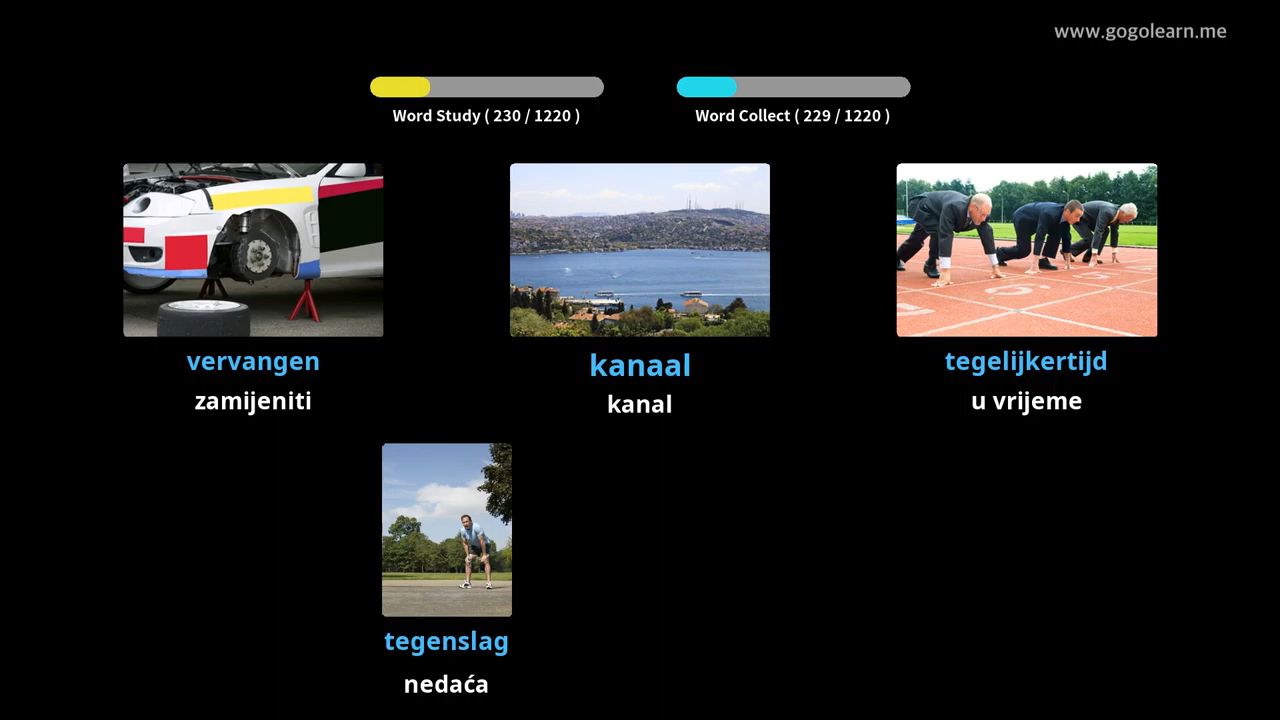 www.gogolearn.me
Word Study ( 230 / 1220 )
Word Collect ( 229 / 1220 )
vervangen
zamijeniti
kanaal
kanal
tegelijkertijd
u vrijeme
tegenslag
nedaća